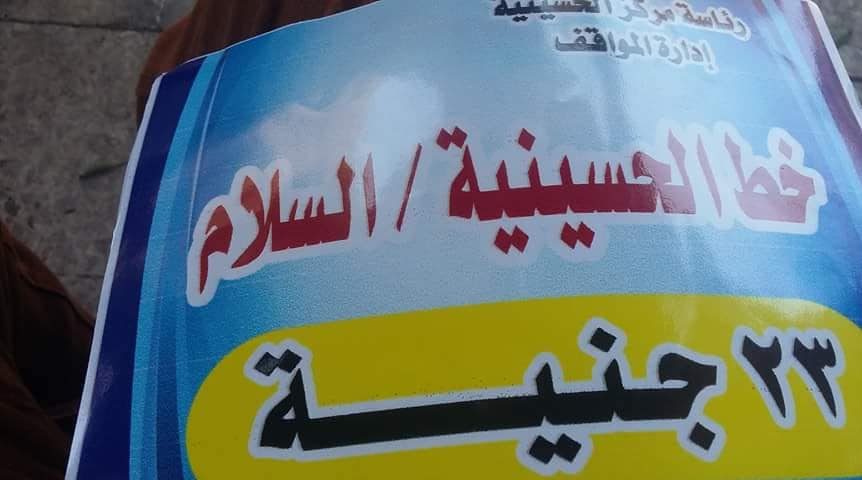 رئاسة مركز الحسينية
إدارة المواقف
خط الحسينية / السلام
٢٣ جنية